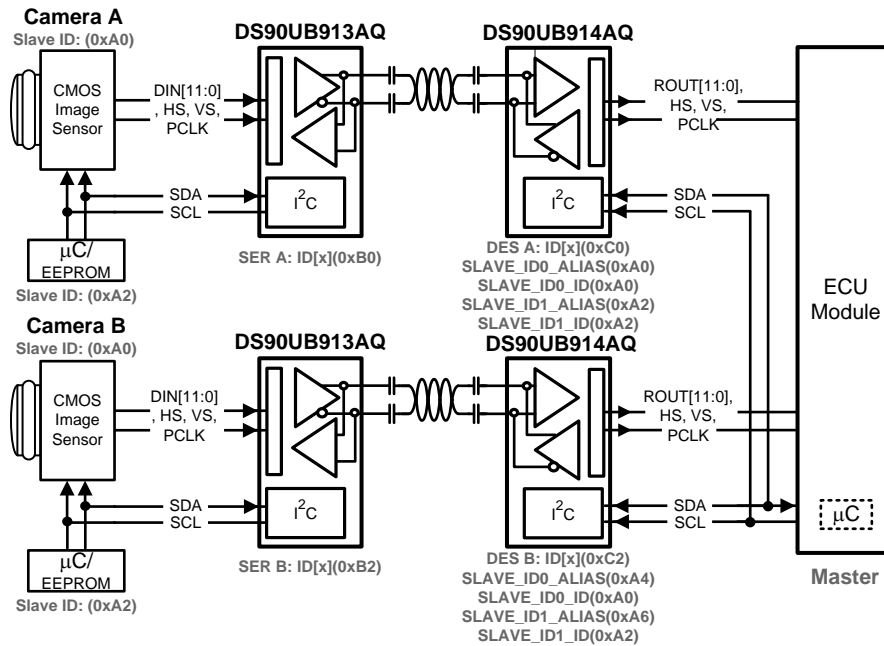 Camera A
Slave ID: (0xA0)
DS90UB913AQ
DS90UB914AQ
CMOS
Image
Sensor
DIN[11:0]
, HS, VS,
PCLK
ROUT[11:0],
HS, VS,
PCLK
SDA
SCL
I²C
I²C
SDA
SCL
µC/
EEPROM
Slave ID: (0xA2)
SER A: ID[x](0xB0)
DES A: ID[x](0xC0)
SLAVE_ID0_ALIAS(0xA0)
SLAVE_ID0_ID(0xA0)
SLAVE_ID1_ALIAS(0xA2)
SLAVE_ID1_ID(0xA2)
ECU
Module
Camera B
Slave ID: (0xA0)
DS90UB913AQ
DS90UB914AQ
CMOS
Image
Sensor
DIN[11:0]
, HS, VS,
PCLK
ROUT[11:0],
HS, VS,
PCLK
SDA
SCL
I²C
I²C
SDA
SCL
µC
µC/
EEPROM
Slave ID: (0xA2)
SER B: ID[x](0xB2)
DES B: ID[x](0xC2)
SLAVE_ID0_ALIAS(0xA4)
SLAVE_ID0_ID(0xA0)
SLAVE_ID1_ALIAS(0xA6)
SLAVE_ID1_ID(0xA2)
Master